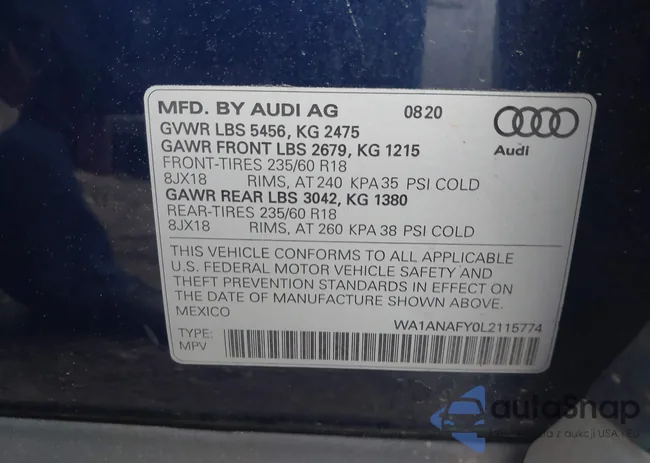 MFD. BY AUDI AG 0820
GVWR LBS 5456, KG 2475
GAWR FRONT LBS 2679, KG 1215
FRONT-TIRES 235/60 R18
8JX18 RIMS, AT 240 KPA 35 PSI COLD
GAWR REAR LBS 3042, KG 1380
REAR-TIRES 235/60 R18
8JX18 RIMS, AT 260 KPA 38 PSI COLD
Audi
THIS VEHICLE CONFORMS TO ALL APPLICABLE
U.S. FEDERAL MOTOR VEHICLE SAFETY AND
THEFT PREVENTION STANDARDS IN EFFECT ON
THE DATE OF MANUFACTURE SHOWN ABOVE.
MEXICO
WA1ANAFY0L2115774
TYPE:
MPV
autoSnap
z aukcji USA i EU